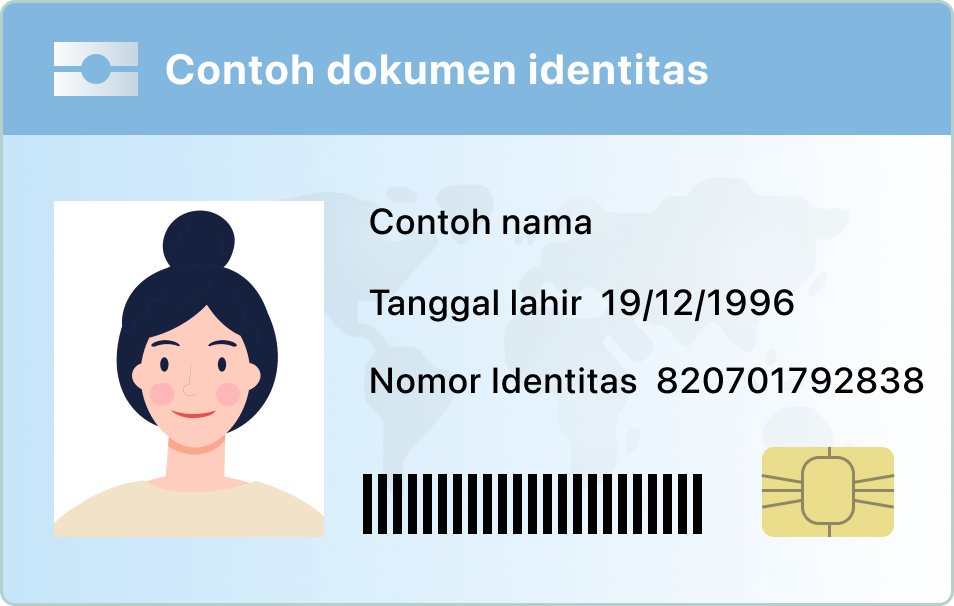 Contoh dokumen identitas
Contoh nama
Tanggal lahir 19/12/1996
Nomor Identitas 820701792838